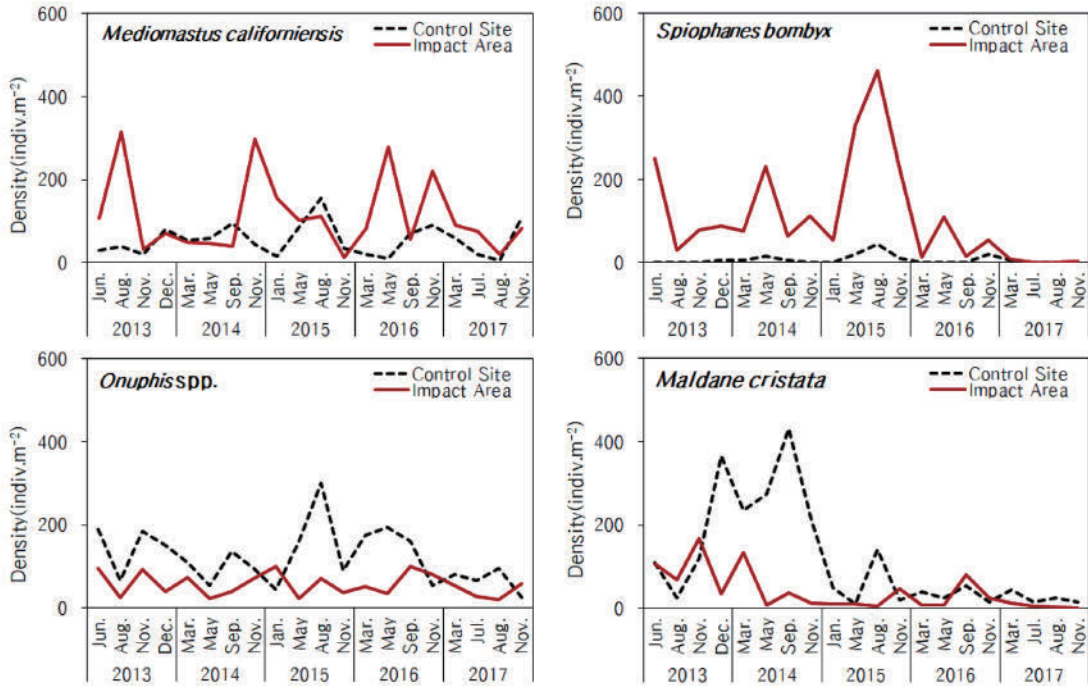 600
400
200
0
Density(indiv.m⁻²)
Mediomastus californiensis
Control Site
Impact Area
Jun. Aug. Nov. Dec. Mar. May Sep. Nov. Jan. May Aug. Nov. Mar. May Sep. Nov. Mar. Jul. Aug. Nov.
2013 2014 2015 2016 2017
600
400
200
0
Density(indiv.m⁻²)
Spiophanes bombyx
Control Site
Impact Area
Jun. Aug. Nov. Dec. Mar. May Sep. Nov. Jan. May Aug. Nov. Mar. May Sep. Nov. Mar. Jul. Aug. Nov.
2013 2014 2015 2016 2017
600
400
200
0
Density(indiv.m⁻²)
Onuphis spp.
Control Site
Impact Area
Jun. Aug. Nov. Dec. Mar. May Sep. Nov. Jan. May Aug. Nov. Mar. May Sep. Nov. Mar. Jul. Aug. Nov.
2013 2014 2015 2016 2017
600
400
200
0
Density(indiv.m⁻²)
Maldane cristata
Control Site
Impact Area
Jun. Aug. Nov. Dec. Mar. May Sep. Nov. Jan. May Aug. Nov. Mar. May Sep. Nov. Mar. Jul. Aug. Nov.
2013 2014 2015 2016 2017